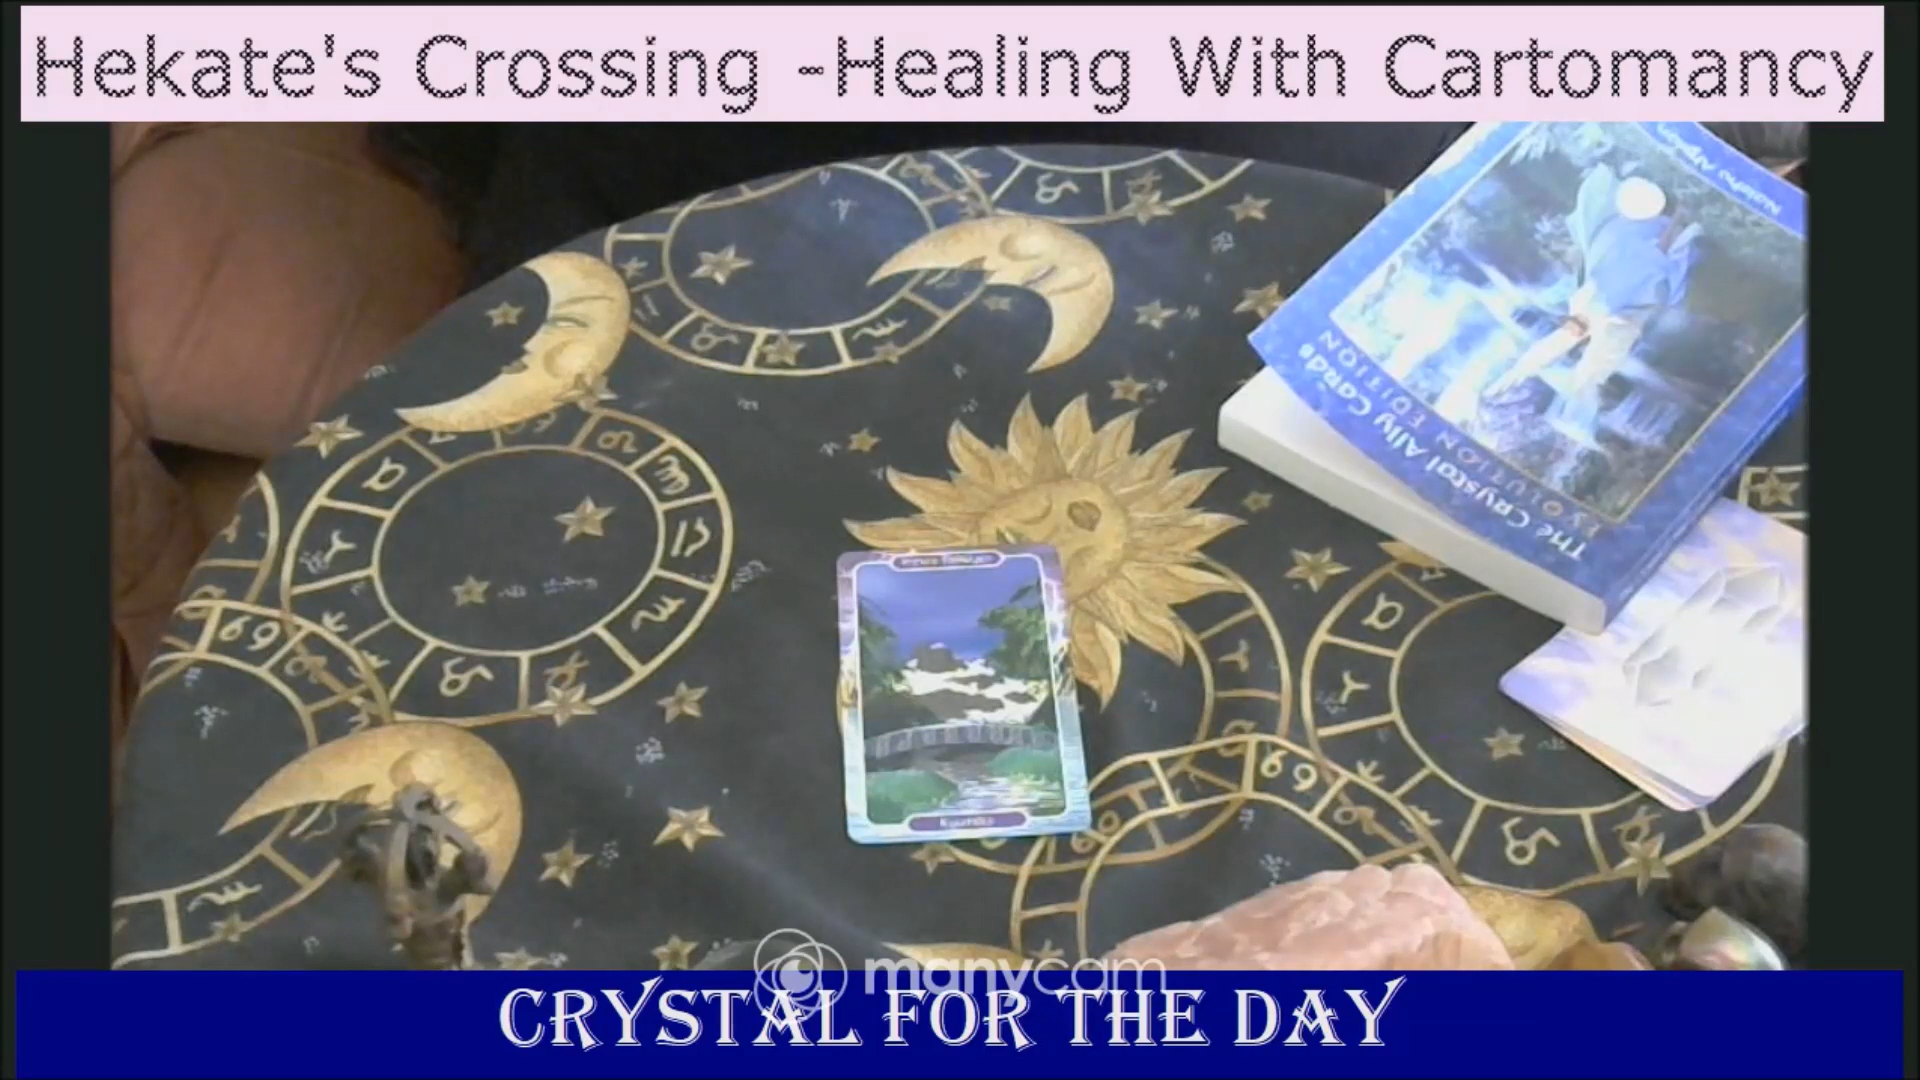 Hekate's Crossing -Healing With Cartomancy
The Crystal Ally Cards
EVOLUTION EDITION
manycam
CRYSTAL FOR THE DAY